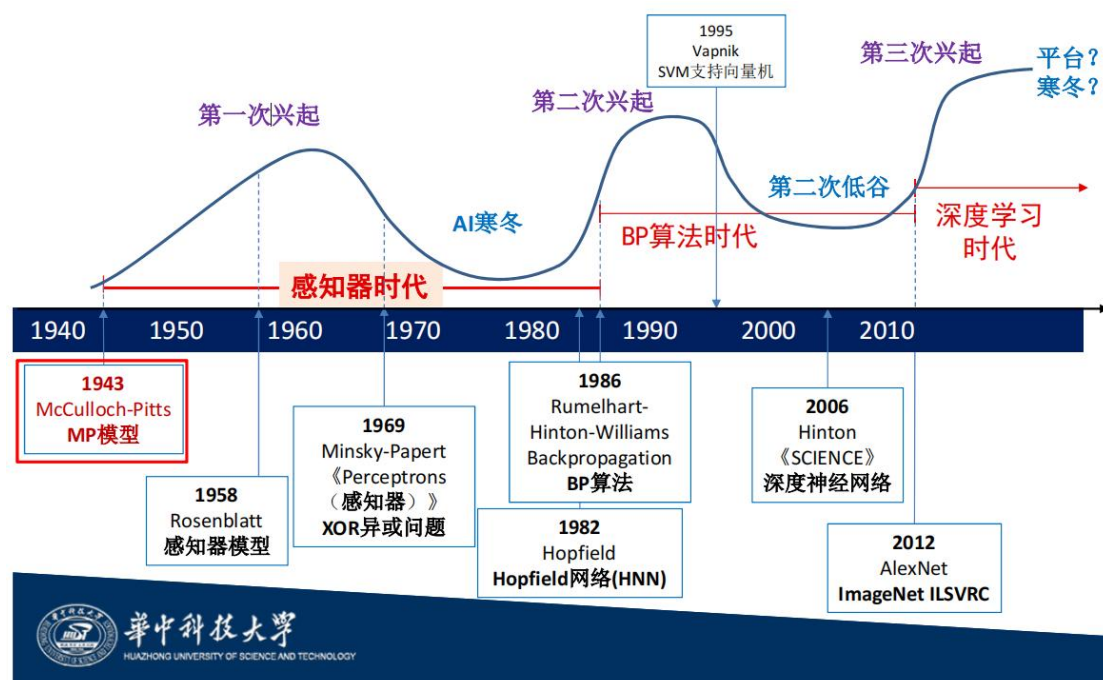 1995
Vapnik
SVM支持向量机
第一次兴起
第二次兴起
第三次兴起
平台？
寒冬？
AI寒冬
第二次低谷
感知器时代
BP算法时代
深度学习
时代
1940
1950
1960
1970
1980
1990
2000
2010
1943
McCulloch-Pitts
MP模型
1958
Rosenblatt
感知器模型
1969
Minsky-Papert
《Perceptrons
（感知器）》
XOR异或问题
1986
Rumelhart-
Hinton-Williams
Backpropagation
BP算法
1982
Hopfield
Hopfield网络(HNN)
2006
Hinton
《SCIENCE》
深度神经网络
2012
AlexNet
ImageNet ILSVRC
華中科技大学
HUAZHONG UNIVERSITY OF SCIENCE AND TECHNOLOGY